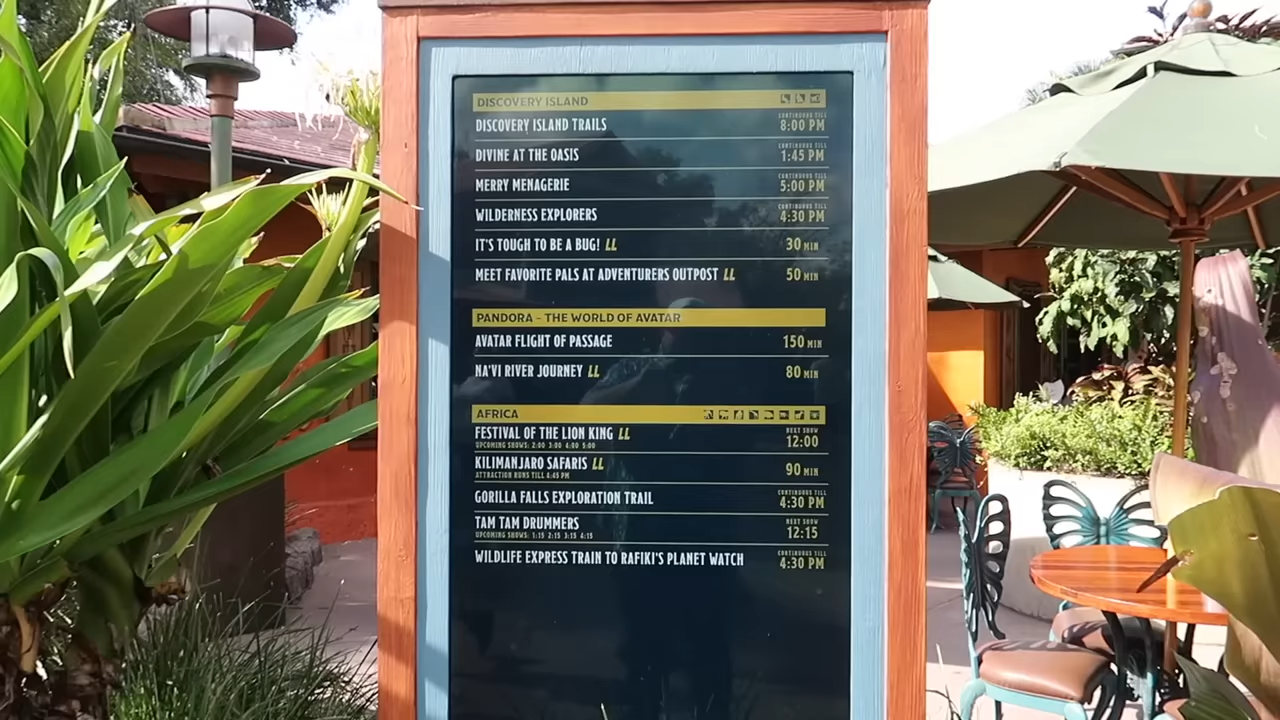 DISCOVERY ISLAND
DISCOVERY ISLAND TRAILS CONTINUOUS TILL 8:00 PM
DIVINE AT THE OASIS CONTINUOUS TILL 1:45 PM
MERRY MENAGERIE CONTINUOUS TILL 5:00 PM
WILDERNESS EXPLORERS CONTINUOUS TILL 4:30 PM
IT'S TOUGH TO BE A BUG! LL 30 MIN
MEET FAVORITE PALS AT ADVENTURERS OUTPOST LL 50 MIN
PANDORA – THE WORLD OF AVATAR
AVATAR FLIGHT OF PASSAGE 150 MIN
NA'VI RIVER JOURNEY LL 80 MIN
AFRICA
FESTIVAL OF THE LION KING LL NEXT SHOW 12:00
UPCOMING SHOWS: 2:00 3:00 4:00 5:00
KILIMANJARO SAFARIS LL 90 MIN
ATTRACTION RUNS TILL 4:45 PM
GORILLA FALLS EXPLORATION TRAIL CONTINUOUS TILL 4:30 PM
TAM TAM DRUMMERS NEXT SHOW 12:15
UPCOMING SHOWS: 1:15 2:15 3:15 4:15
WILDLIFE EXPRESS TRAIN TO RAFIKI'S PLANET WATCH CONTINUOUS TILL 4:30 PM